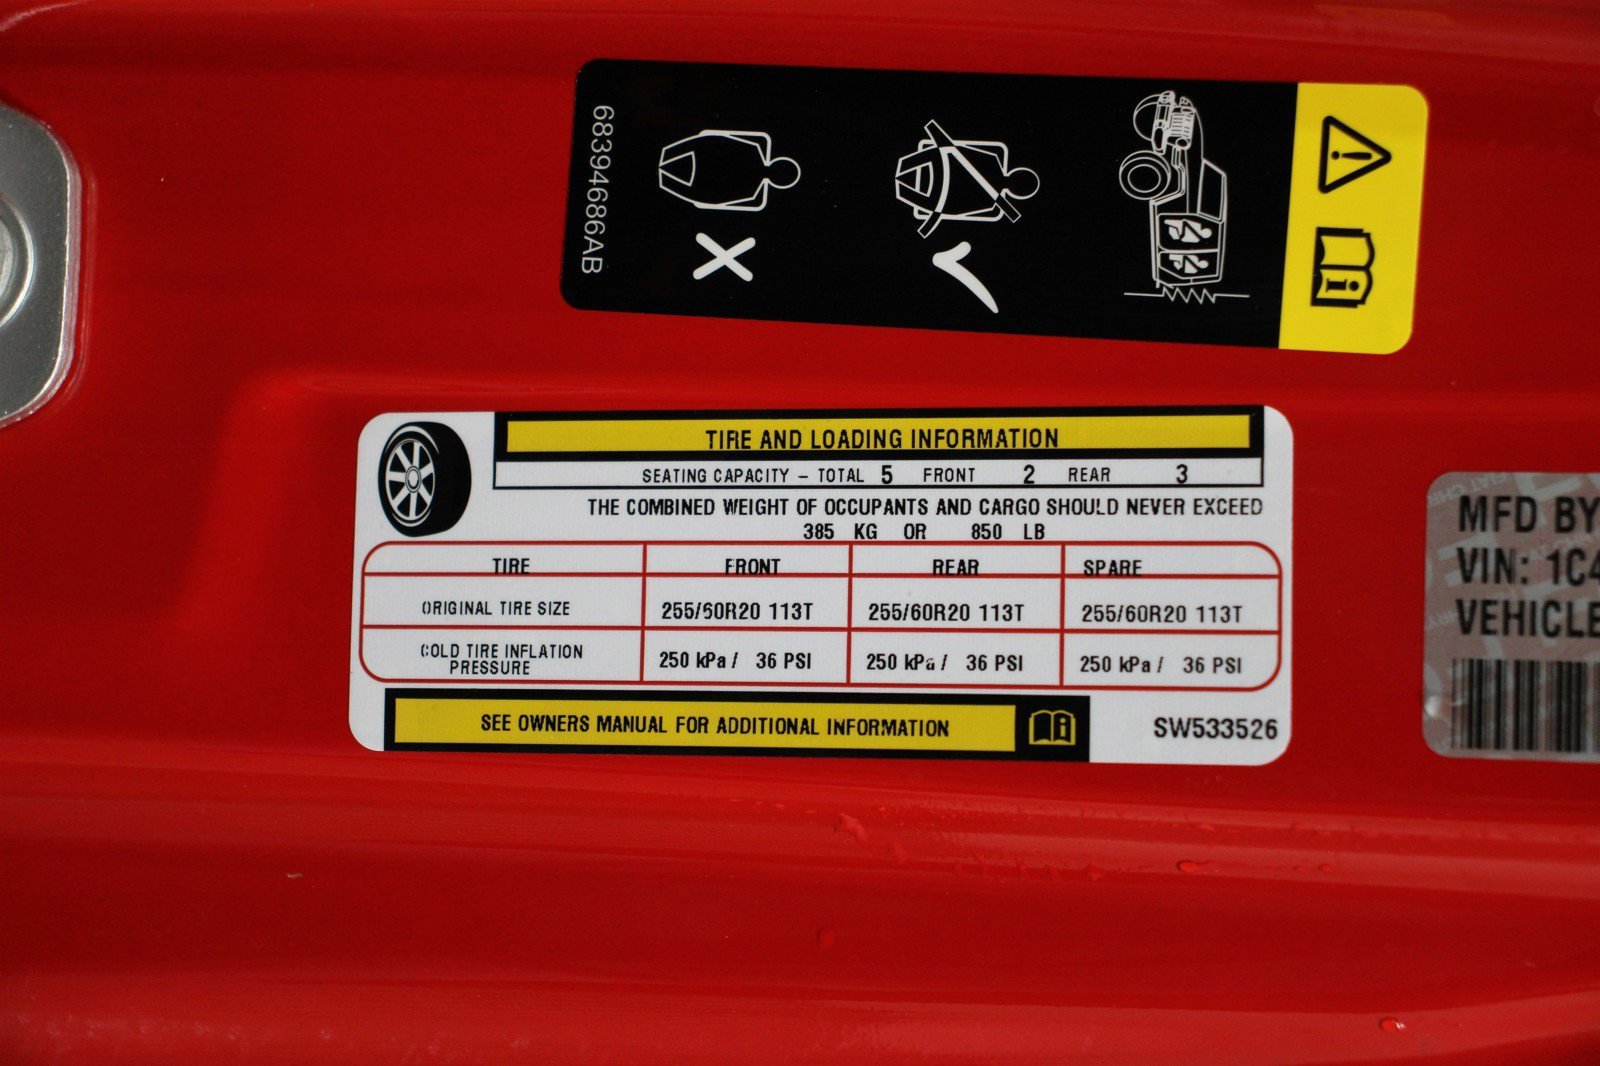 68394686AB
TIRE AND LOADING INFORMATION
SEATING CAPACITY – TOTAL 5 FRONT 2 REAR 3
THE COMBINED WEIGHT OF OCCUPANTS AND CARGO SHOULD NEVER EXCEED
385 KG OR 850 LB
TIRE FRONT REAR SPARE
ORIGINAL TIRE SIZE 255/60R20 113T 255/60R20 113T 255/60R20 113T
COLD TIRE INFLATION
PRESSURE 250 kPa / 36 PSI 250 kPa / 36 PSI 250 kPa / 36 PSI
SEE OWNERS MANUAL FOR ADDITIONAL INFORMATION
SW533526
MFD BY
VIN: 1C4
VEHICLE